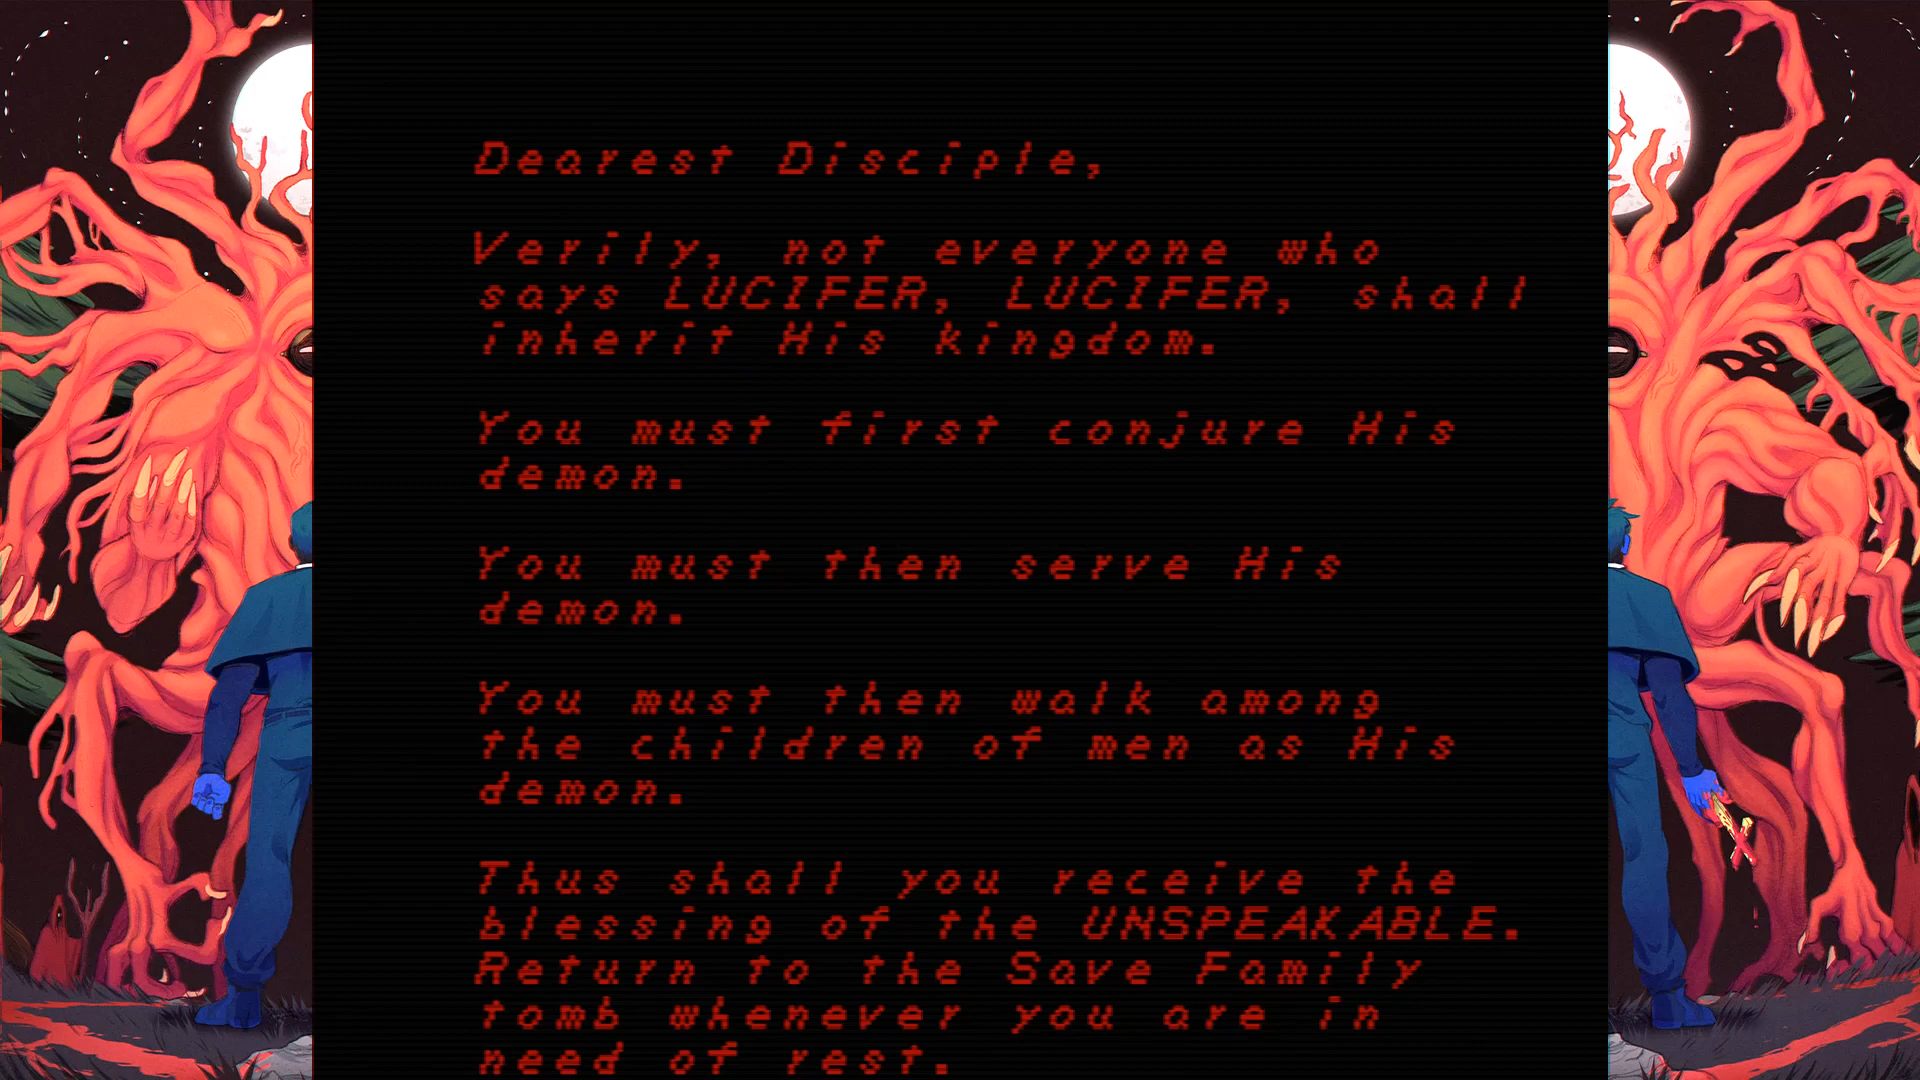 Dearest Disciple,
Verily, not everyone who
says LUCIFER, LUCIFER, shall
inherit His kingdom.
You must first conjure His
demon.
You must then serve His
demon.
You must then walk among
the children of men as His
demon.
Thus shall you receive the
blessing of the UNSPEAKABLE.
Return to the Save Family
tomb whenever you are in
need of rest.